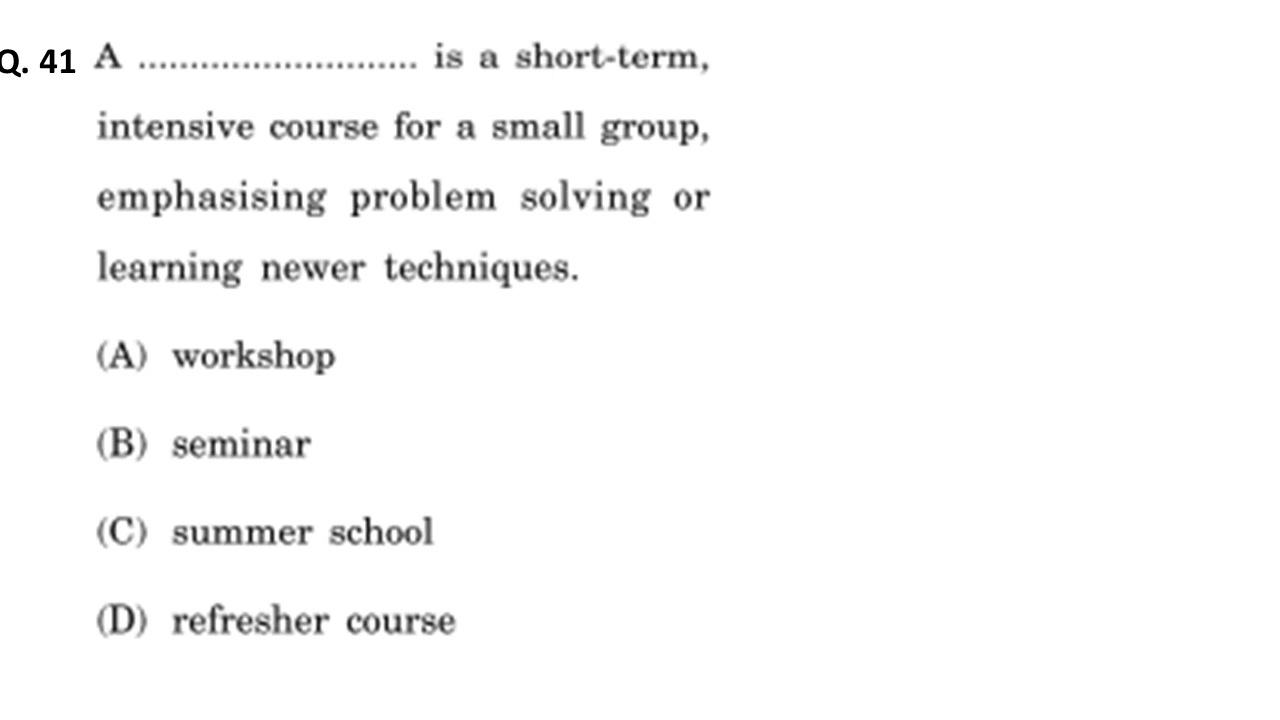 Q. 41 A ........................... is a short-term,
intensive course for a small group,
emphasising problem solving or
learning newer techniques.
(A) workshop
(B) seminar
(C) summer school
(D) refresher course